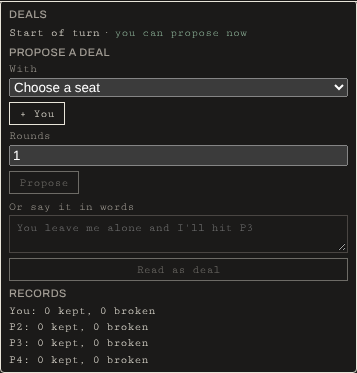 DEALS
Start of turn · you can propose now
PROPOSE A DEAL
With
Choose a seat
+ You
Rounds
1
Propose
Or say it in words
You leave me alone and I'll hit P3
Read as deal
RECORDS
You: 0 kept, 0 broken
P2: 0 kept, 0 broken
P3: 0 kept, 0 broken
P4: 0 kept, 0 broken